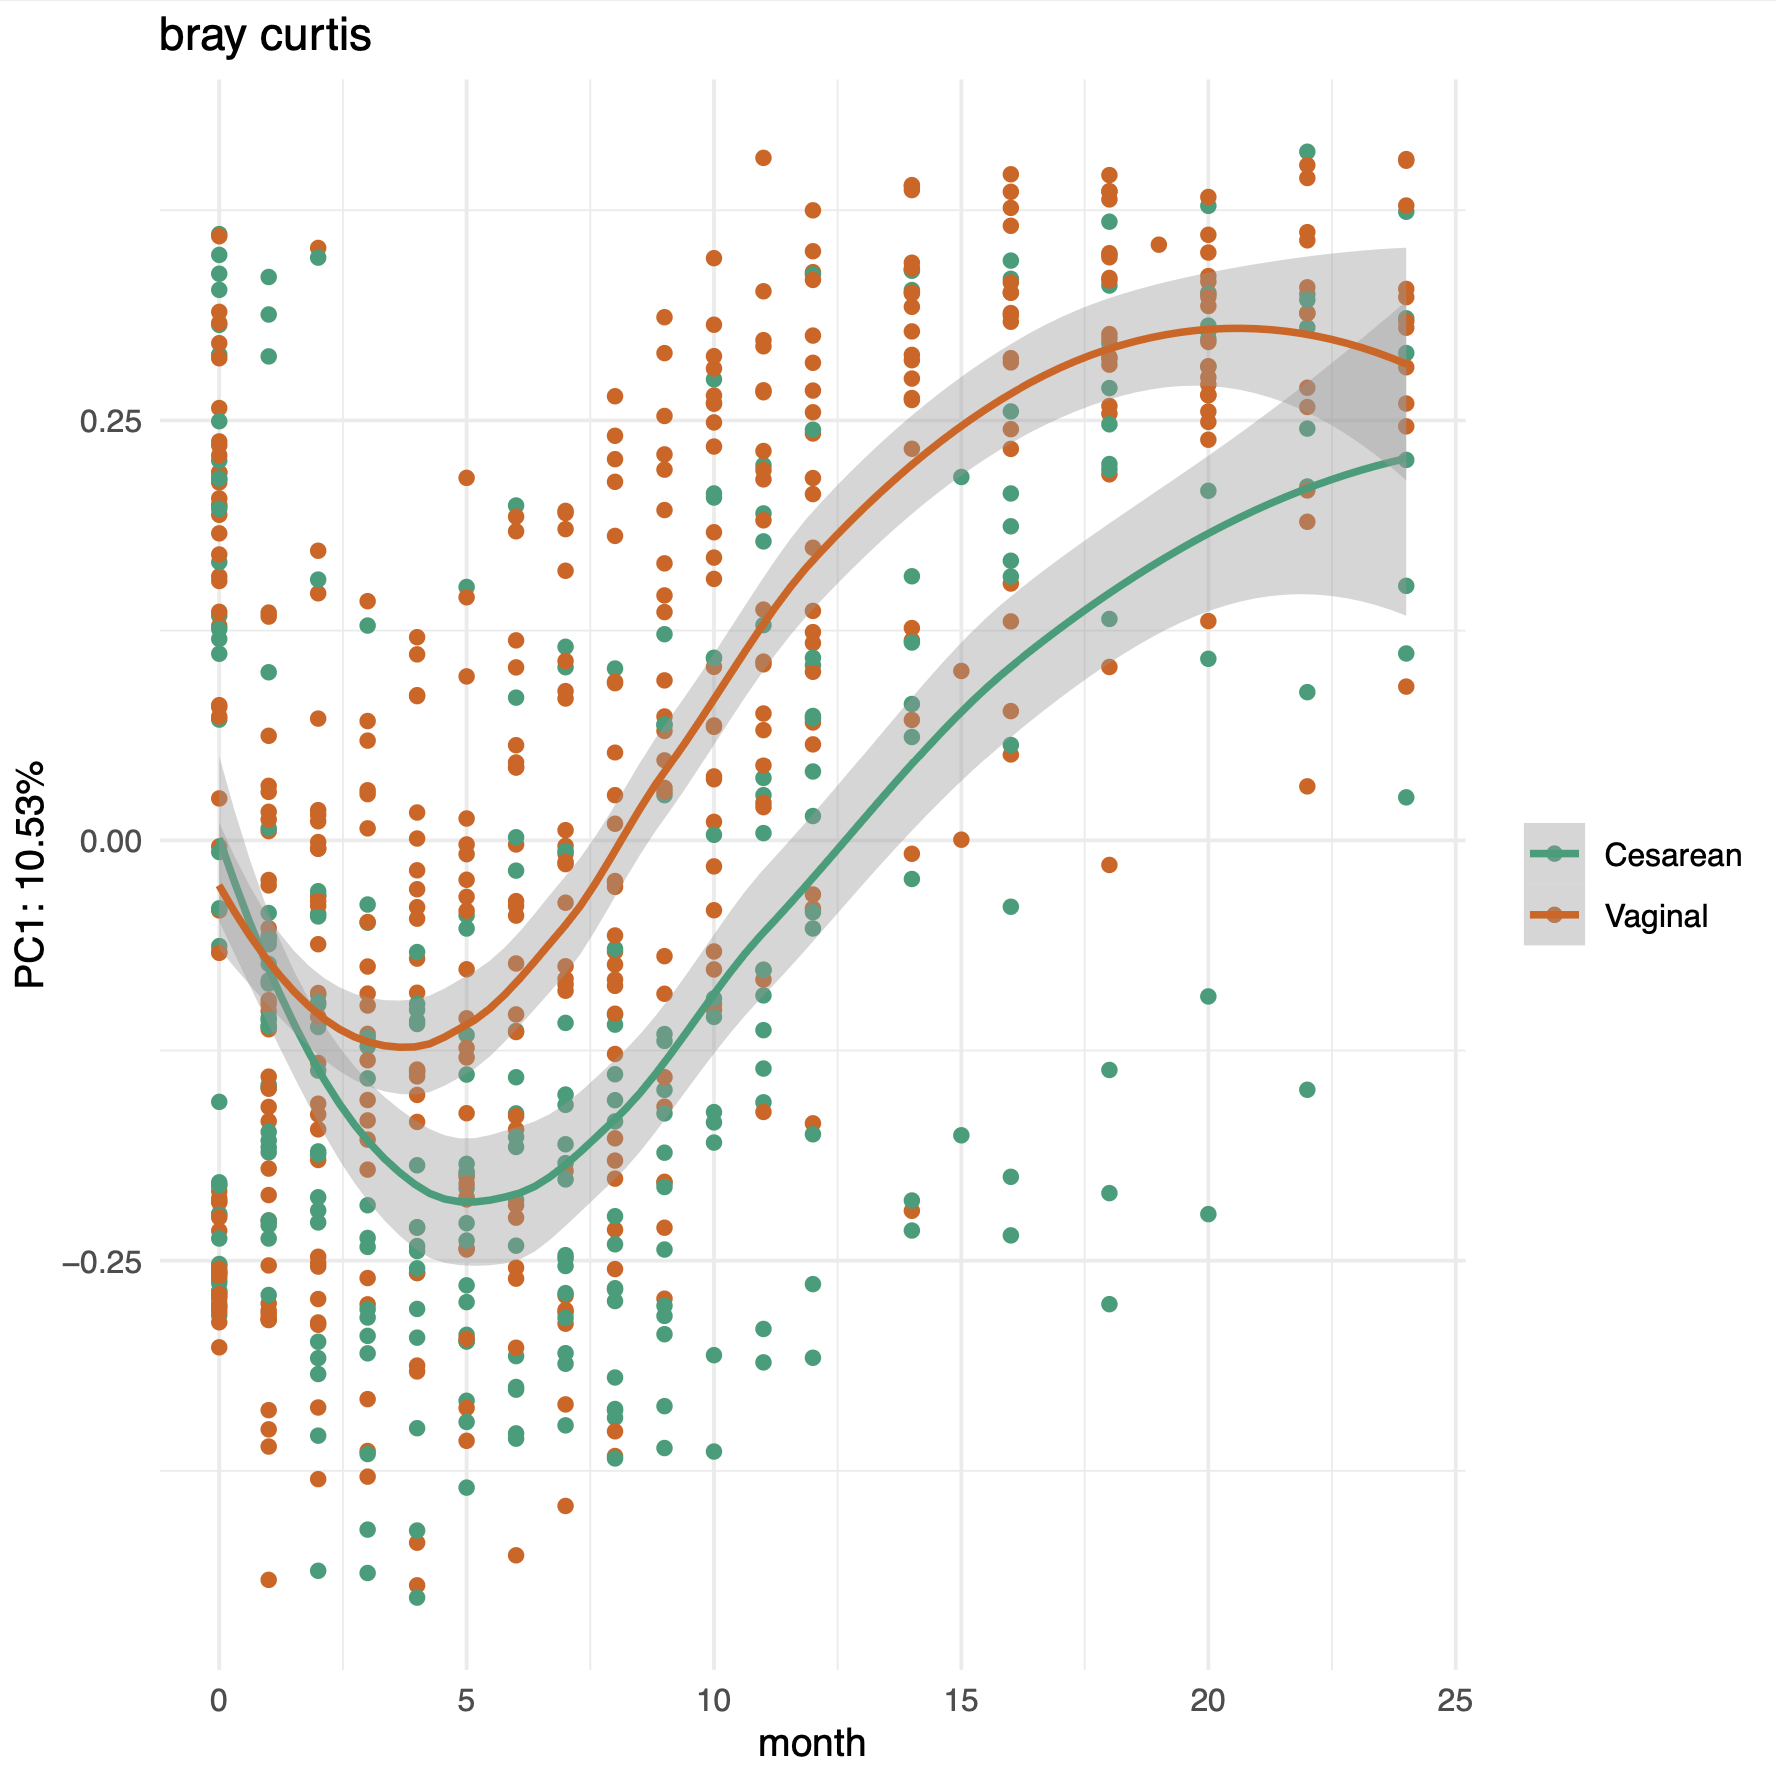 bray curtis
0.25
0.00
−0.25
PC1 : 10.53%
0 5 10 15 20 25
month
Cesarean
Vaginal